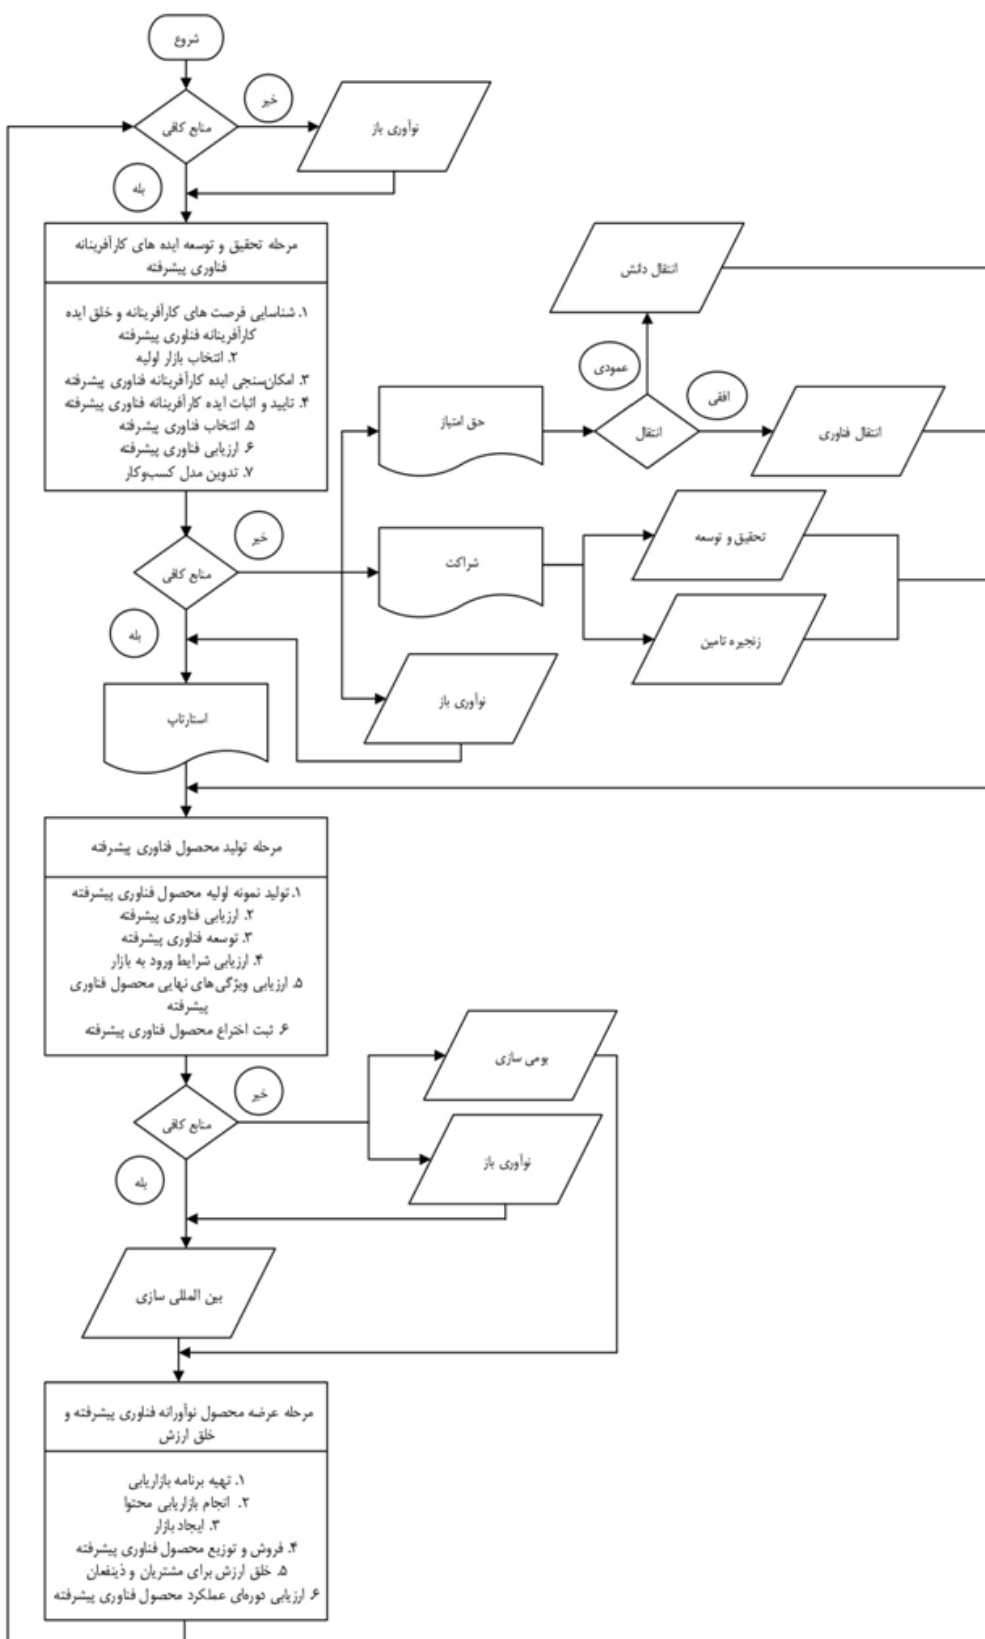 شروع
منابع کافی
خیر
نوآوری باز
بله
مرحله تحقیق و توسعه ایده های کارآفرینانه
فناوری پیشرفته
۱. شناسایی فرصت های کارآفرینانه و خلق ایده
کارآفرینانه فناوری پیشرفته
۲. انتخاب بازار اولیه
۳. امکان‌سنجی ایده کارآفرینانه فناوری پیشرفته
۴. تایید و اثبات ایده کارآفرینانه فناوری پیشرفته
۵. انتخاب فناوری پیشرفته
۶. ارزیابی فناوری پیشرفته
۷. تدوین مدل کسب‌وکار
منابع کافی
خیر
بله
حق امتیاز
انتقال
عمودی
انتقال دانش
افقی
انتقال فناوری
شراکت
تحقیق و توسعه
زنجیره تامین
نوآوری باز
استارتاپ
مرحله تولید محصول فناوری پیشرفته
۱. تولید نمونه اولیه محصول فناوری پیشرفته
۲. ارزیابی فناوری پیشرفته
۳. توسعه فناوری پیشرفته
۴. ارزیابی شرایط ورود به بازار
۵. ارزیابی ویژگی‌های نهایی محصول فناوری
پیشرفته
۶. ثبت اختراع محصول فناوری پیشرفته
منابع کافی
خیر
بومی سازی
نوآوری باز
بله
بین المللی سازی
مرحله عرضه محصول نوآورانه فناوری پیشرفته و
خلق ارزش
۱. تهیه برنامه بازاریابی
۲. انجام بازاریابی محتوا
۳. ایجاد بازار
۴. فروش و توزیع محصول فناوری پیشرفته
۵. خلق ارزش برای مشتریان و ذینفعان
۶. ارزیابی دوره‌ای عملکرد محصول فناوری پیشرفته